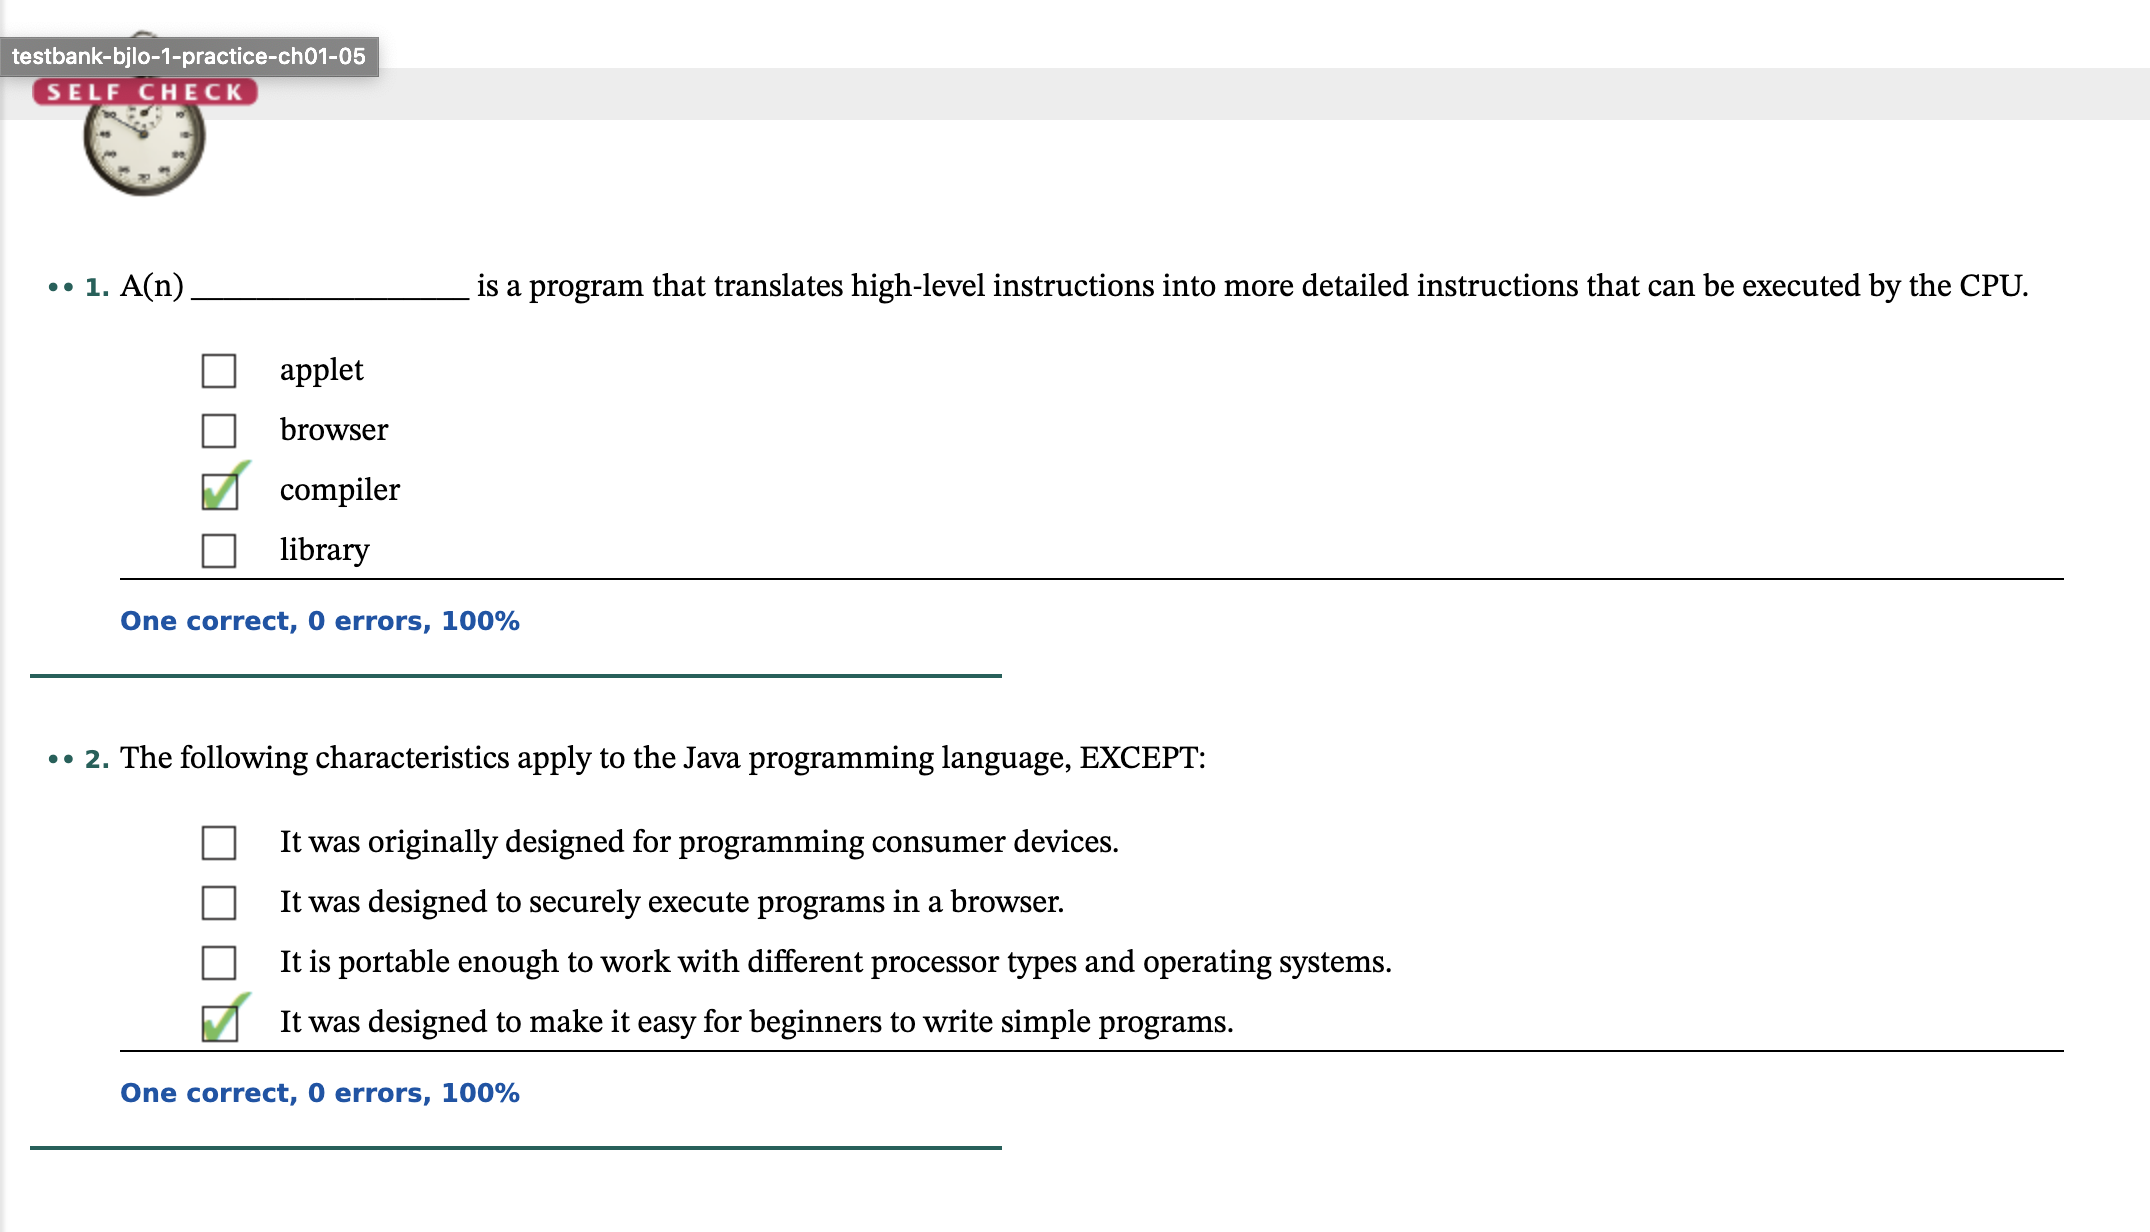 testbank-bjlo-1-practice-ch01-05
SELF CHECK
•• 1. A(n) _________________ is a program that translates high-level instructions into more detailed instructions that can be executed by the CPU.
applet
browser
compiler
library
One correct, 0 errors, 100%
•• 2. The following characteristics apply to the Java programming language, EXCEPT:
It was originally designed for programming consumer devices.
It was designed to securely execute programs in a browser.
It is portable enough to work with different processor types and operating systems.
It was designed to make it easy for beginners to write simple programs.
One correct, 0 errors, 100%